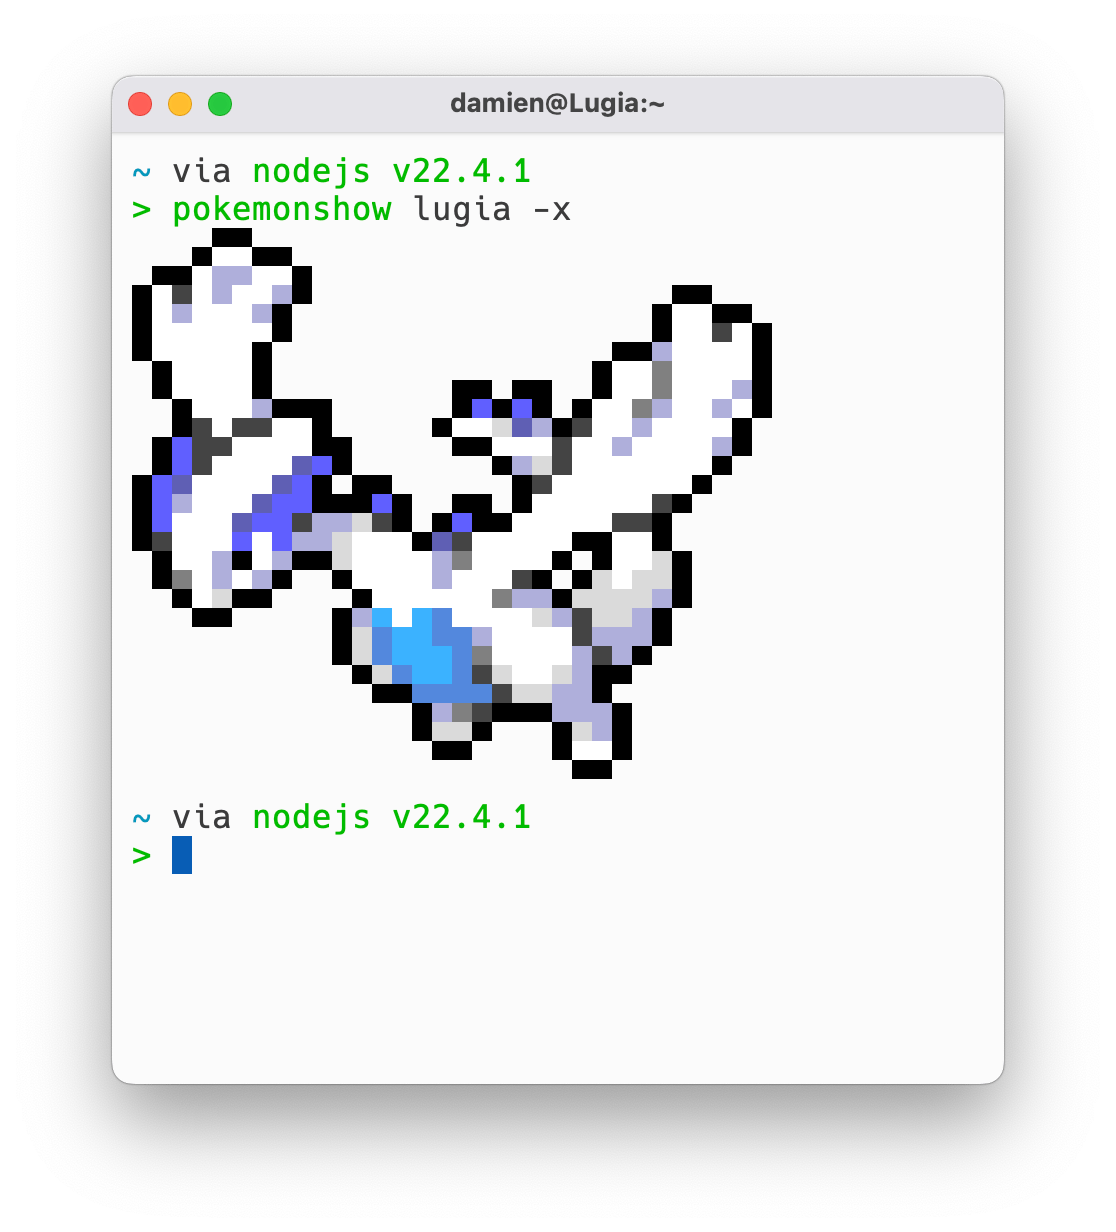 damien@Lugia:~
~ via nodejs v22.4.1
> pokemonshow lugia -x
~ via nodejs v22.4.1
>